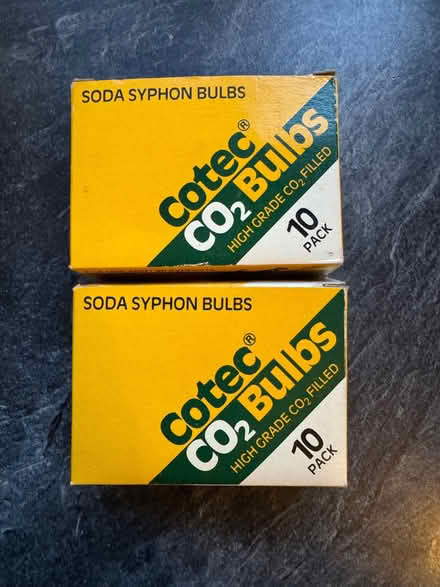 SODA SYPHON BULBS
Cotec®
CO₂ Bulbs
HIGH GRADE CO₂ FILLED
10
PACK
SODA SYPHON BULBS
Cotec®
CO₂ Bulbs
HIGH GRADE CO₂ FILLED
10
PACK